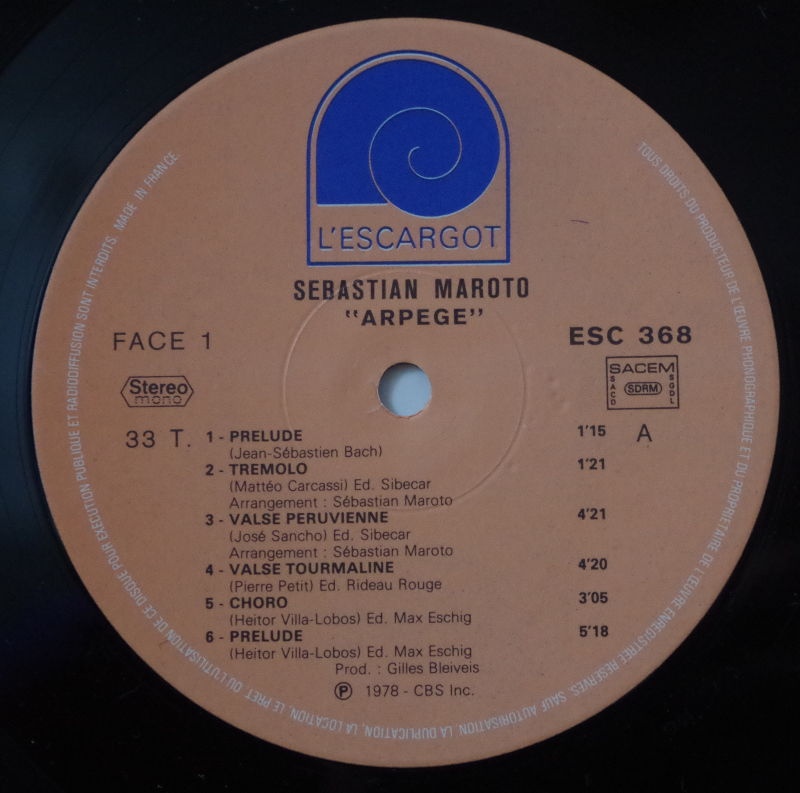 L'ESCARGOT
SEBASTIAN MAROTO
"ARPEGE"
FACE 1
ESC 368
Stereo
mono
SACEM
SACD
SDRM
SGDL
33 T.
A
1 - PRELUDE 1'15
(Jean-Sébastien Bach)
2 - TREMOLO 1'21
(Mattéo Carcassi) Ed. Sibecar
Arrangement : Sébastian Maroto
3 - VALSE PERUVIENNE 4'21
(José Sancho) Ed. Sibecar
Arrangement : Sébastian Maroto
4 - VALSE TOURMALINE 4'20
(Pierre Petit) Ed. Rideau Rouge
5 - CHORO 3'05
(Heitor Villa-Lobos) Ed. Max Eschig
6 - PRELUDE 5'18
(Heitor Villa-Lobos) Ed. Max Eschig
Prod. : Gilles Bleiveis
℗ 1978 - CBS Inc.
TOUS DROITS DU PRODUCTEUR DE L'ŒUVRE PHONOGRAPHIQUE ET DU PROPRIETAIRE DE L'ŒUVRE ENREGISTREE RESERVES. SAUF AUTORISATION, LA DUPLICATION, LA LOCATION, LE PRET OU L'UTILISATION DE CE DISQUE POUR EXECUTION PUBLIQUE ET RADIODIFFUSION SONT INTERDITS. MADE IN FRANCE